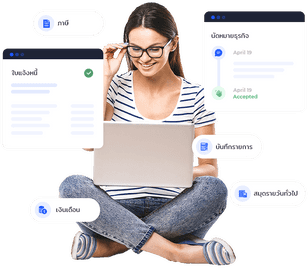 ภาษี
นัดหมายธุรกิจ
April 19
ใบแจ้งหนี้
April 19
Accepted
บันทึกรายการ
สมุดรายวันทั่วไป
เงินเดือน